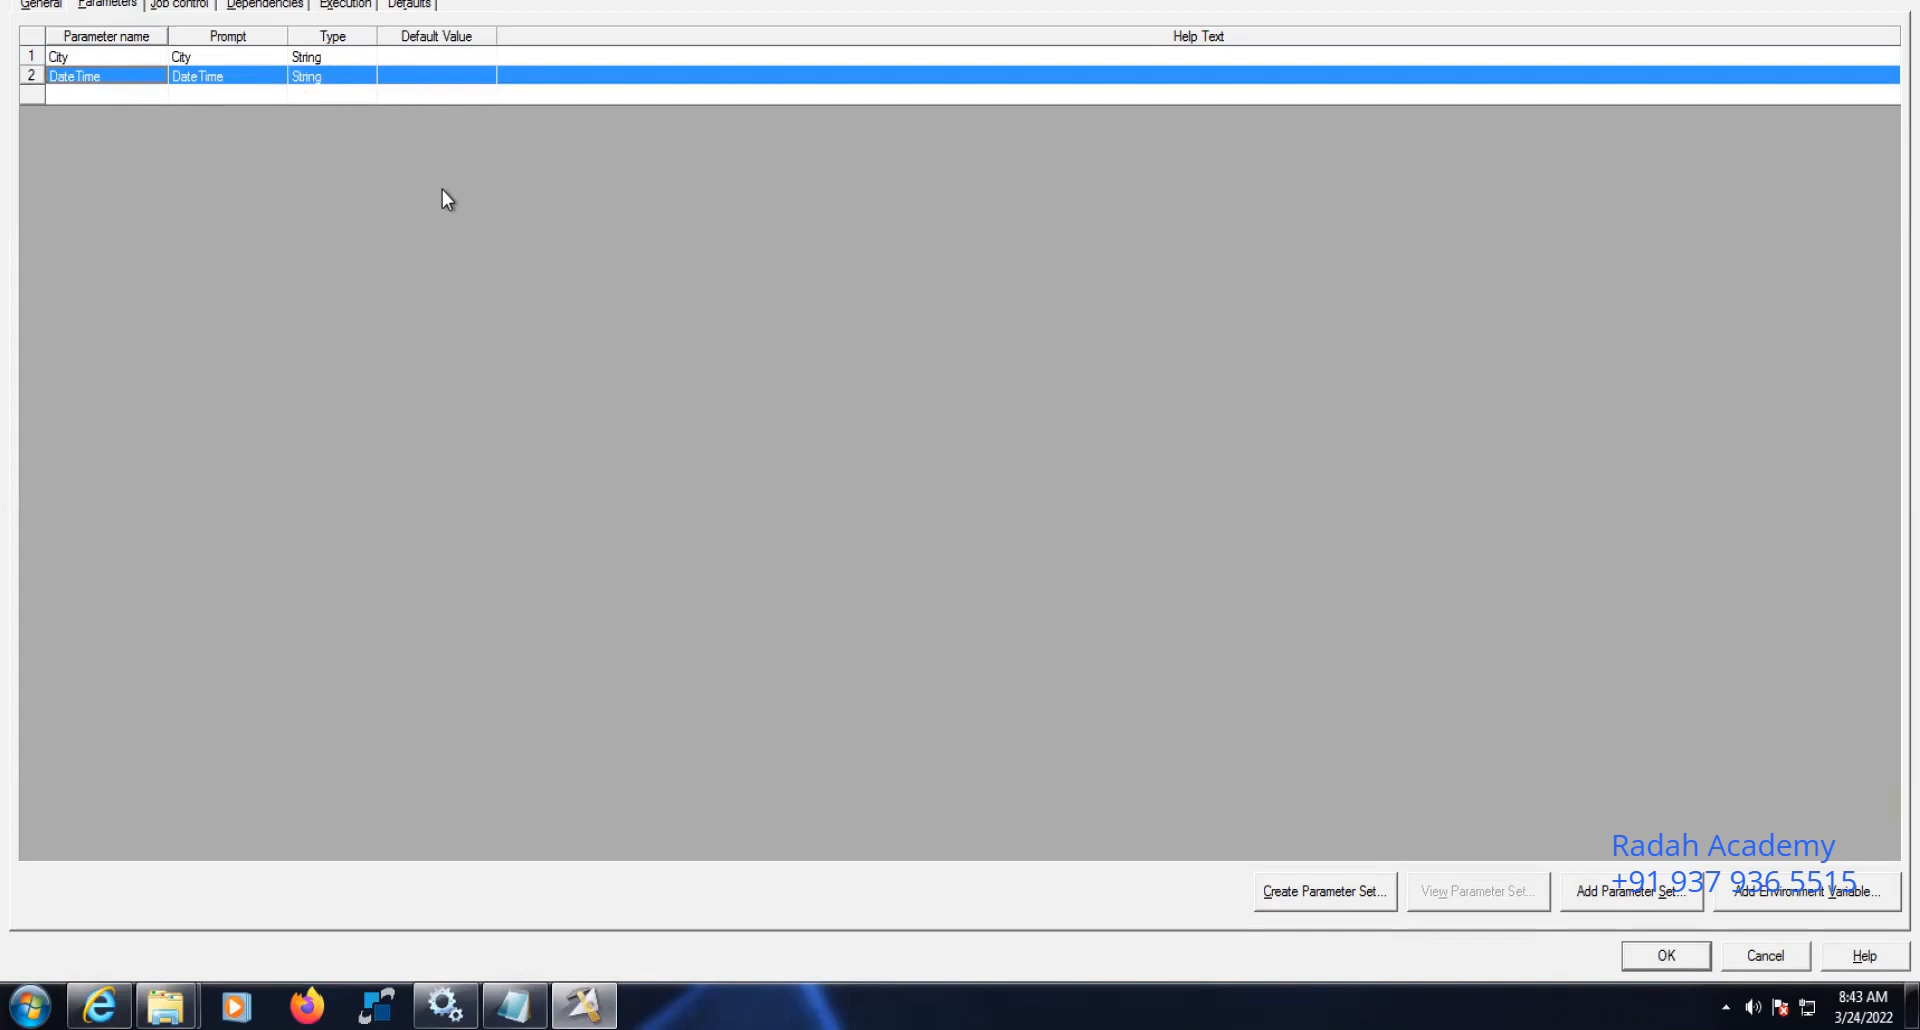 General Parameters Job control Dependencies Execution Defaults
Parameter name Prompt Type Default Value Help Text
1 City City String
2 DateTime DateTime String
Radah Academy
+91 937 936 5515
Create Parameter Set... View Parameter Set... Add Parameter Set... Add Environment Variable...
OK Cancel Help
8:43 AM
3/24/2022